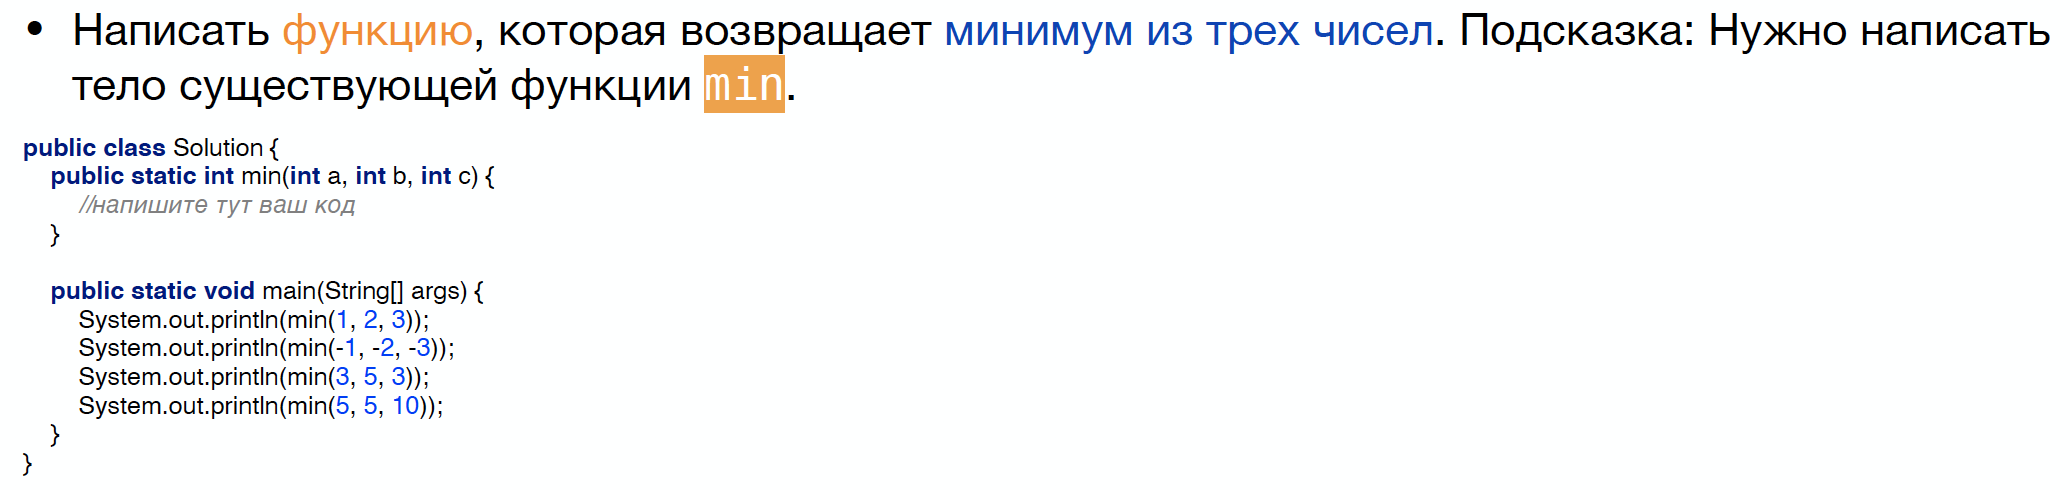 • Написать функцию, которая возвращает минимум из трех чисел. Подсказка: Нужно написать
тело существующей функции min.
public class Solution {
    public static int min(int a, int b, int c) {
        //напишите тут ваш код
    }
    public static void main(String[] args) {
        System.out.println(min(1, 2, 3));
        System.out.println(min(-1, -2, -3));
        System.out.println(min(3, 5, 3));
        System.out.println(min(5, 5, 10));
    }
}